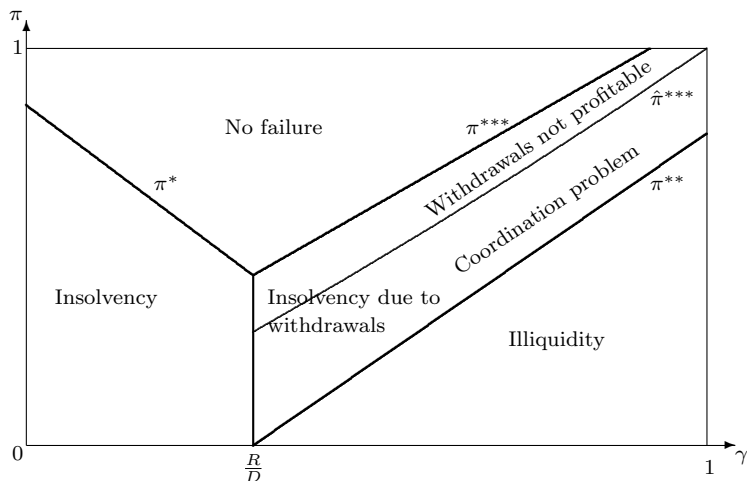 π
1
No failure
π***
Withdrawals not profitable
π̂***
π*
Coordination problem
π**
Insolvency
Insolvency due to
withdrawals
Illiquidity
0
R/D
1
γ